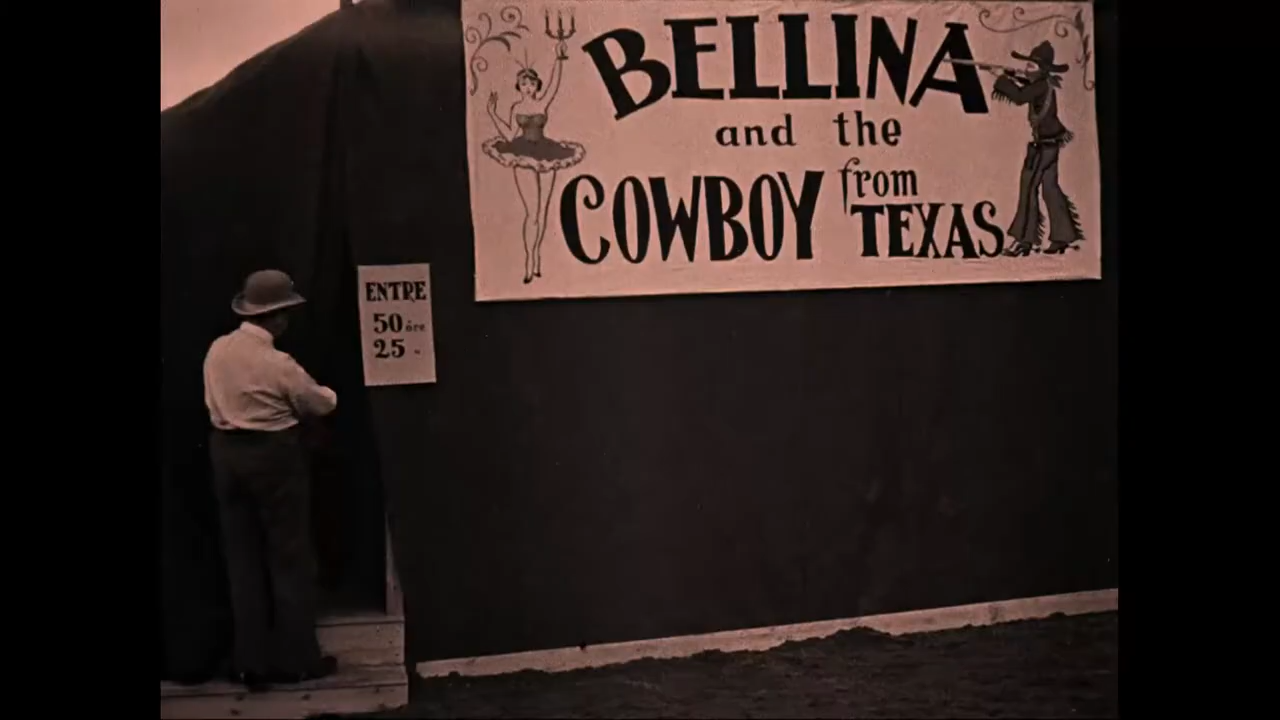 BELLINA
and the
COWBOY from
TEXAS
ENTRE
50 öre
25 "